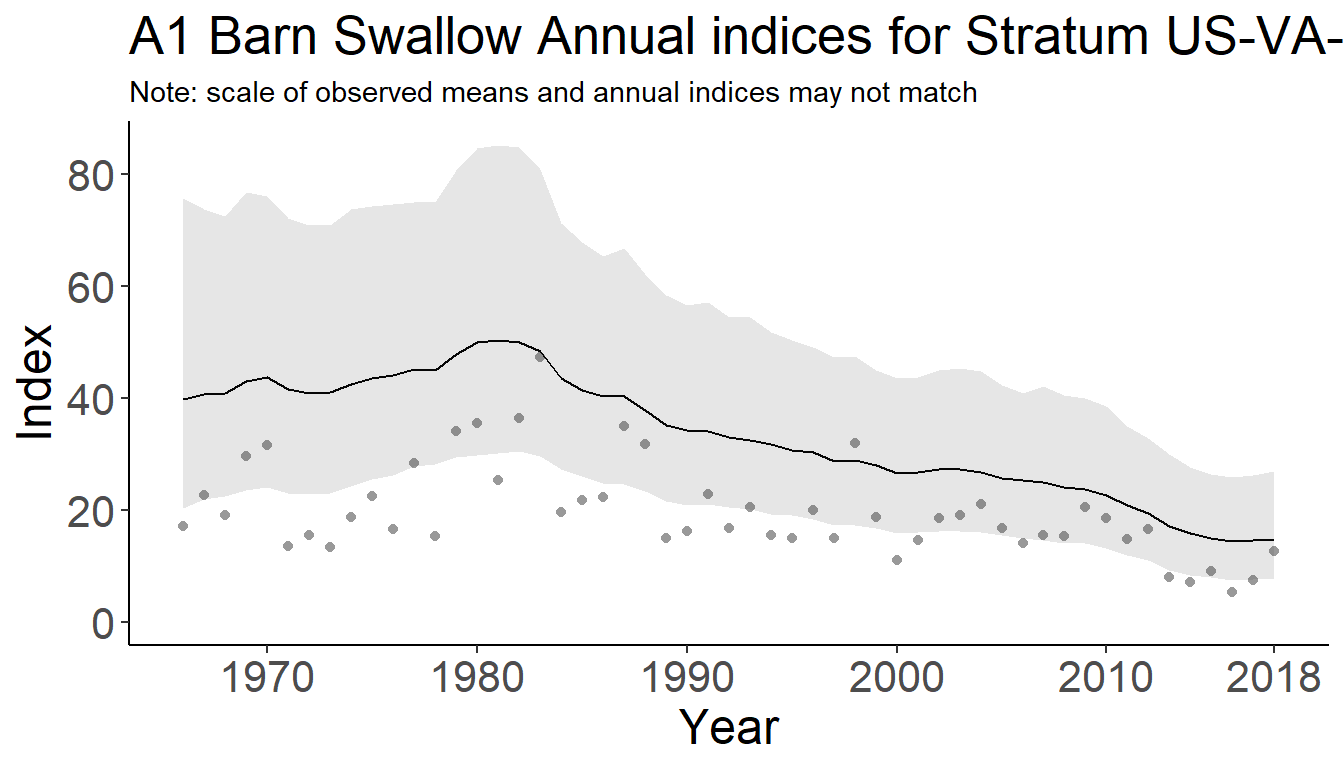 A1 Barn Swallow Annual indices for Stratum US-VA-
Note: scale of observed means and annual indices may not match
80
60
40
20
0
Index
1970 1980 1990 2000 2010 2018
Year